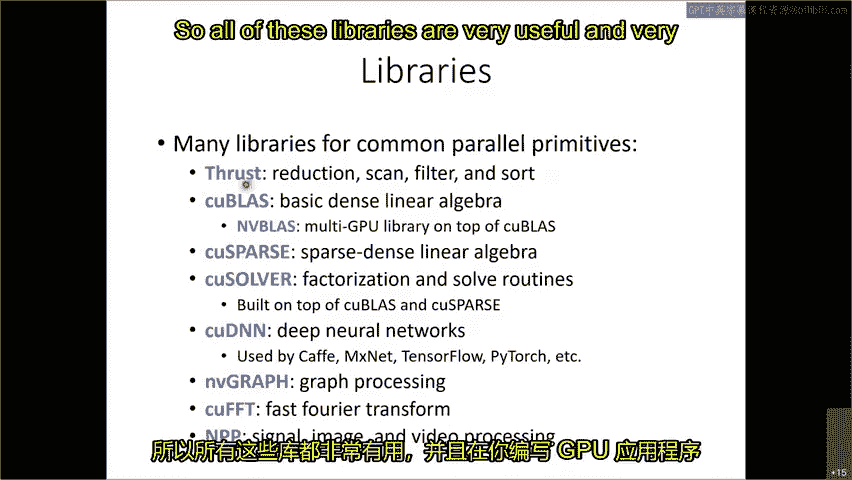 So all of these libraries are very useful and very
Libraries
• Many libraries for common parallel primitives:
• Thrust: reduction, scan, filter, and sort
• cuBLAS: basic dense linear algebra
• NVBLAS: multi-GPU library on top of cuBLAS
• cuSPARSE: sparse-dense linear algebra
• cuSOLVER: factorization and solve routines
• Built on top of cuBLAS and cuSPARSE
• cuDNN: deep neural networks
• Used by Caffe, MxNet, TensorFlow, PyTorch, etc.
• nvGRAPH: graph processing
• cuFFT: fast fourier transform
• NPP: signal, image, and video processing
所以所有这些库都非常有用，并且在你编写 GPU 应用程序
+15